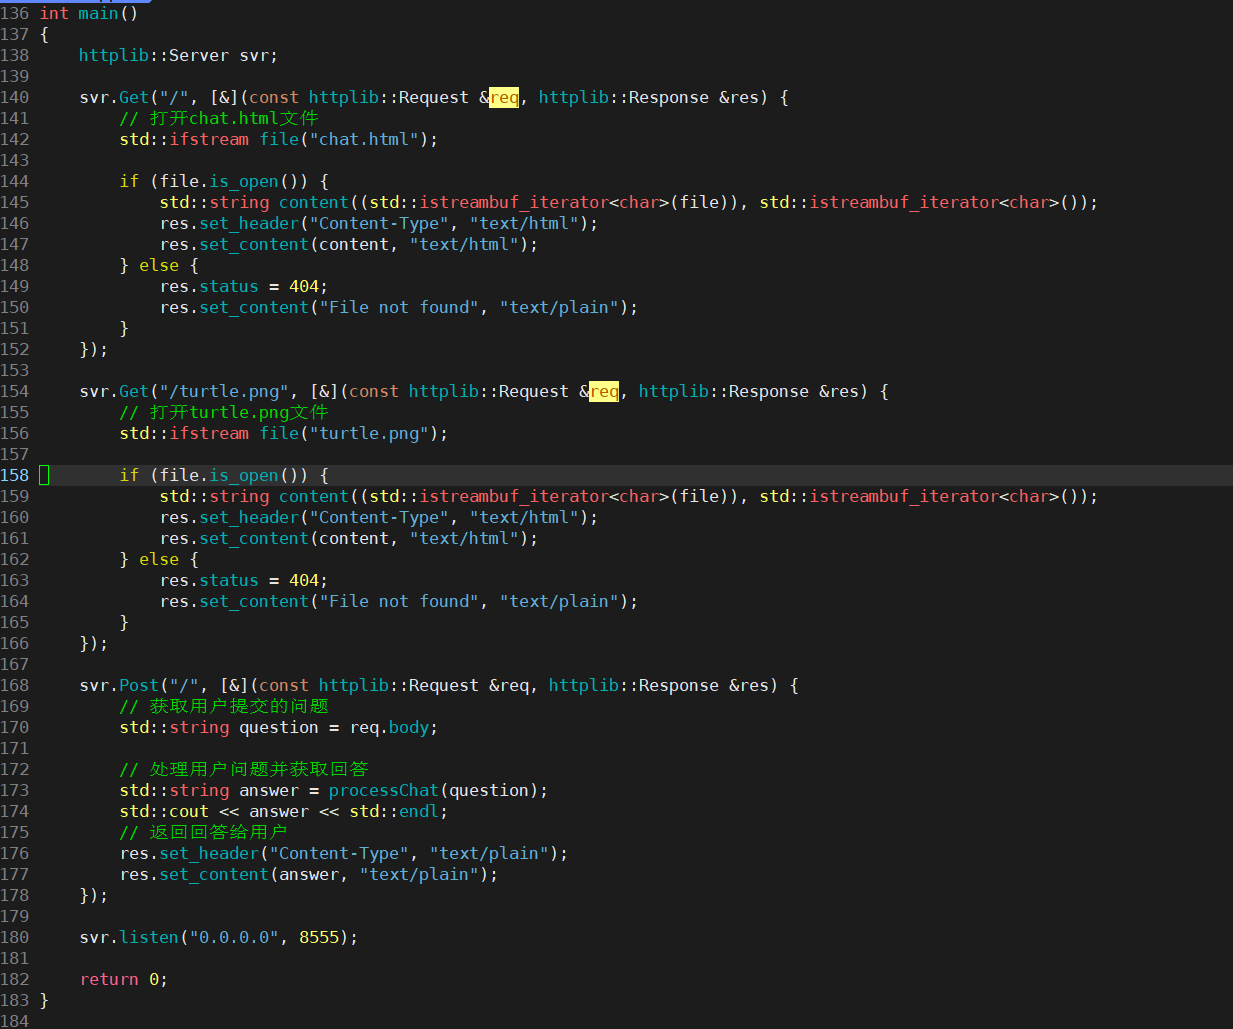 136 int main()
137 {
138     httplib::Server svr;
139
140     svr.Get("/", [&](const httplib::Request &req, httplib::Response &res) {
141         // 打开chat.html文件
142         std::ifstream file("chat.html");
143
144         if (file.is_open()) {
145             std::string content((std::istreambuf_iterator<char>(file)), std::istreambuf_iterator<char>());
146             res.set_header("Content-Type", "text/html");
147             res.set_content(content, "text/html");
148         } else {
149             res.status = 404;
150             res.set_content("File not found", "text/plain");
151         }
152     });
153
154     svr.Get("/turtle.png", [&](const httplib::Request &req, httplib::Response &res) {
155         // 打开turtle.png文件
156         std::ifstream file("turtle.png");
157
158         if (file.is_open()) {
159             std::string content((std::istreambuf_iterator<char>(file)), std::istreambuf_iterator<char>());
160             res.set_header("Content-Type", "text/html");
161             res.set_content(content, "text/html");
162         } else {
163             res.status = 404;
164             res.set_content("File not found", "text/plain");
165         }
166     });
167
168     svr.Post("/", [&](const httplib::Request &req, httplib::Response &res) {
169         // 获取用户提交的问题
170         std::string question = req.body;
171
172         // 处理用户问题并获取回答
173         std::string answer = processChat(question);
174         std::cout << answer << std::endl;
175         // 返回回答给用户
176         res.set_header("Content-Type", "text/plain");
177         res.set_content(answer, "text/plain");
178     });
179
180     svr.listen("0.0.0.0", 8555);
181
182     return 0;
183 }
184